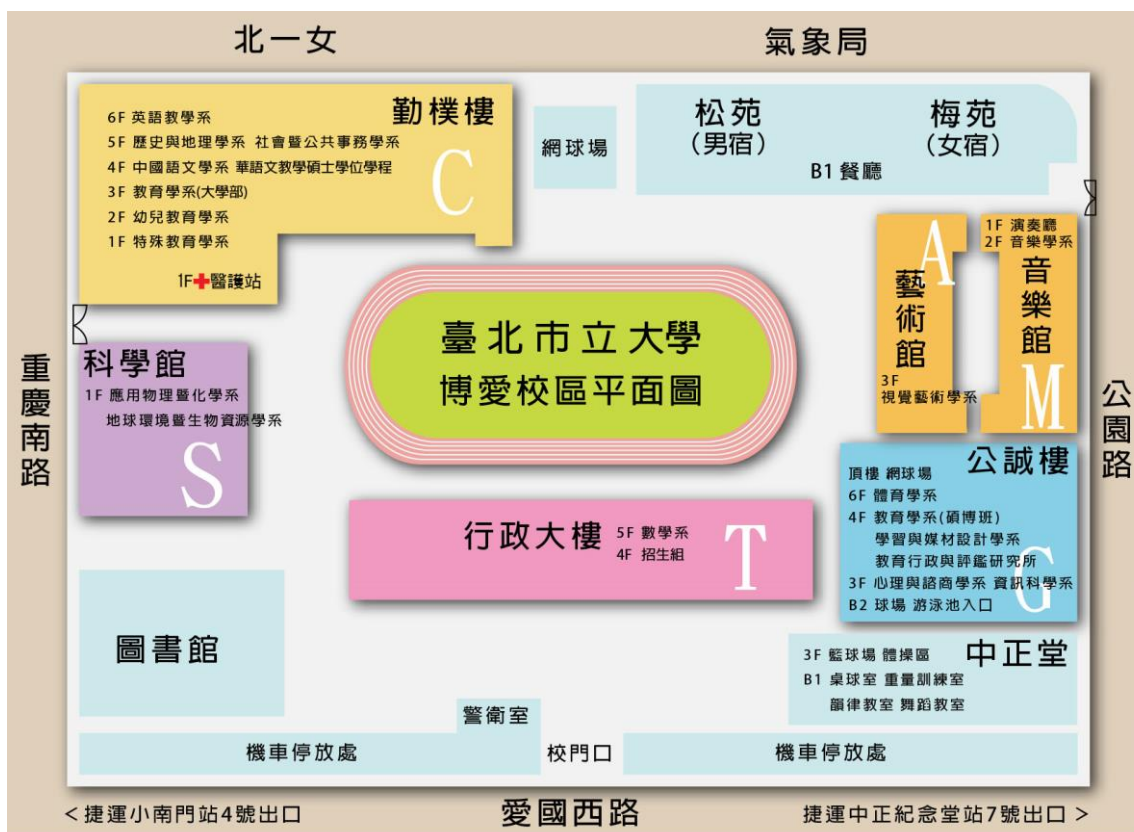 北一女
氣象局
勤樸樓
C
6F 英語教學系
5F 歷史與地理學系 社會暨公共事務學系
4F 中國語文學系 華語文教學碩士學位學程
3F 教育學系(大學部)
2F 幼兒教育學系
1F 特殊教育學系
1F 醫護站
網球場
松苑
(男宿)
梅苑
(女宿)
B1 餐廳
A
藝術館
3F
視覺藝術學系
1F 演奏廳
2F 音樂學系
音樂館
M
臺北市立大學
博愛校區平面圖
重慶南路
科學館
1F 應用物理暨化學系
地球環境暨生物資源學系
S
公園路
公誠樓
頂樓 網球場
6F 體育學系
4F 教育學系(碩博班)
學習與媒材設計學系
教育行政與評鑑研究所
3F 心理與諮商學系 資訊科學系
B2 球場 游泳池入口
G
行政大樓
5F 數學系
4F 招生組
T
圖書館
中正堂
3F 籃球場 體操區
B1 桌球室 重量訓練室
韻律教室 舞蹈教室
警衛室
機車停放處
校門口
機車停放處
<捷運小南門站4號出口
愛國西路
捷運中正紀念堂站7號出口>